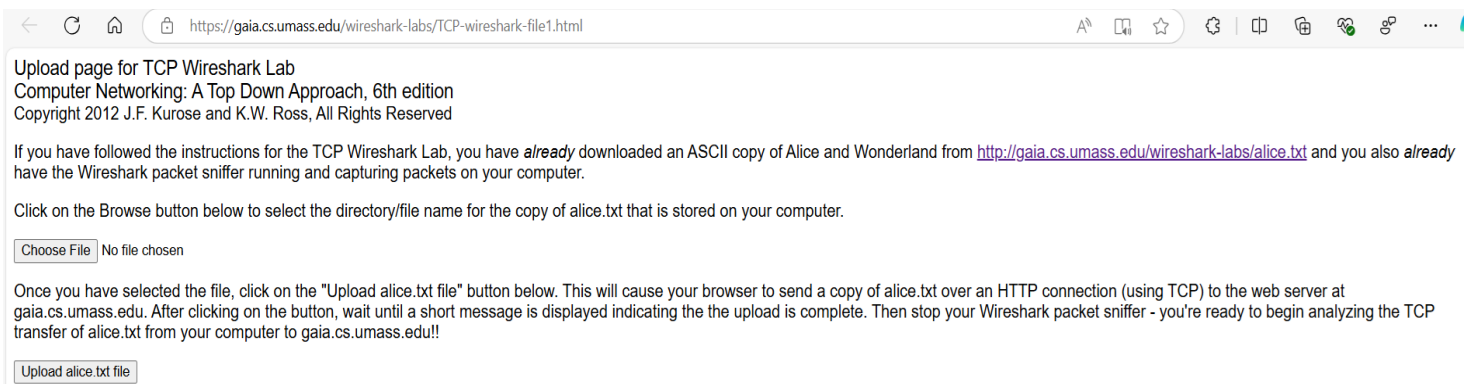 https://gaia.cs.umass.edu/wireshark-labs/TCP-wireshark-file1.html
Upload page for TCP Wireshark Lab
Computer Networking: A Top Down Approach, 6th edition
Copyright 2012 J.F. Kurose and K.W. Ross, All Rights Reserved
If you have followed the instructions for the TCP Wireshark Lab, you have already downloaded an ASCII copy of Alice and Wonderland from http://gaia.cs.umass.edu/wireshark-labs/alice.txt and you also already
have the Wireshark packet sniffer running and capturing packets on your computer.
Click on the Browse button below to select the directory/file name for the copy of alice.txt that is stored on your computer.
Choose File No file chosen
Once you have selected the file, click on the "Upload alice.txt file" button below. This will cause your browser to send a copy of alice.txt over an HTTP connection (using TCP) to the web server at
gaia.cs.umass.edu. After clicking on the button, wait until a short message is displayed indicating the the upload is complete. Then stop your Wireshark packet sniffer - you're ready to begin analyzing the TCP
transfer of alice.txt from your computer to gaia.cs.umass.edu!!
Upload alice.txt file